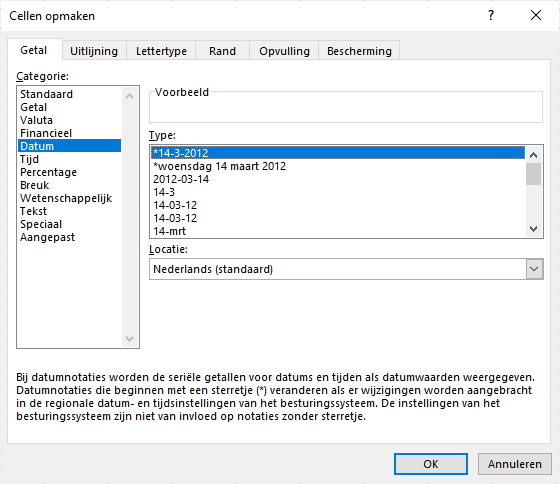 Cellen opmaken
Getal Uitlijning Lettertype Rand Opvulling Bescherming
Categorie:
Standaard
Getal
Valuta
Financieel
Datum
Tijd
Percentage
Breuk
Wetenschappelijk
Tekst
Speciaal
Aangepast
Voorbeeld
Type:
*14-3-2012
*woensdag 14 maart 2012
2012-03-14
14-3
14-03-12
14-03-12
14-mrt
Locatie:
Nederlands (standaard)
Bij datumnotaties worden de seriële getallen voor datums en tijden als datumwaarden weergegeven.
Datumnotaties die beginnen met een sterretje (*) veranderen als er wijzigingen worden aangebracht
in de regionale datum- en tijdsinstellingen van het besturingssysteem. De instellingen van het
besturingssysteem zijn niet van invloed op notaties zonder sterretje.
OK Annuleren